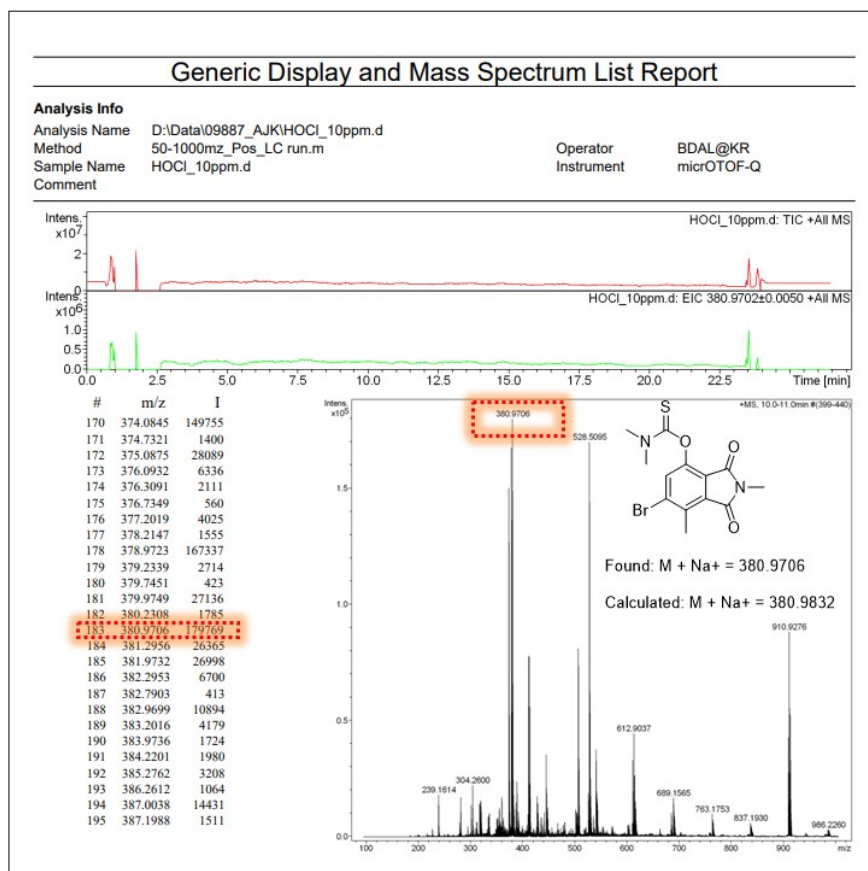 Generic Display and Mass Spectrum List Report
Analysis Info
Analysis Name D:\Data\09887_AJK\HOCl_10ppm.d
Method 50-1000mz_Pos_LC run.m Operator BDAL@KR
Sample Name HOCl_10ppm.d Instrument micrOTOF-Q
Comment
Intens.
x10⁷
HOCl_10ppm.d: TIC +All MS
2
0
Intens.
x10⁶
HOCl_10ppm.d: EIC 380.9702±0.0050 +All MS
1.0
0.5
0.0
0.0 2.5 5.0 7.5 10.0 12.5 15.0 17.5 20.0 22.5 Time [min]
# m/z I
170 374.0845 149755
171 374.7321 1400
172 375.0875 28089
173 376.0932 6336
174 376.3091 2111
175 376.7349 560
176 377.2019 4025
177 378.2147 1555
178 378.9723 167337
179 379.2339 2714
180 379.7451 423
181 379.9749 27136
182 380.2308 1785
183 380.9706 179769
184 381.2956 26365
185 381.9732 26998
186 382.2953 6700
187 382.7903 413
188 382.9699 10894
189 383.2016 4179
190 383.9736 1724
191 384.2201 1980
192 385.2762 3208
193 386.2612 1064
194 387.0038 14431
195 387.1988 1511
Intens.
x10⁵
+MS, 10.0-11.0min #(399-440)
380.9706
528.5095
1.5
1.0
0.5
0.0
S
N
O
O
N
O
Br
Found: M + Na+ = 380.9706
Calculated: M + Na+ = 380.9832
910.9276
612.9037
304.2600
239.1614
689.1565
763.1753
837.1930
986.2260
100 200 300 400 500 600 700 800 900 m/z